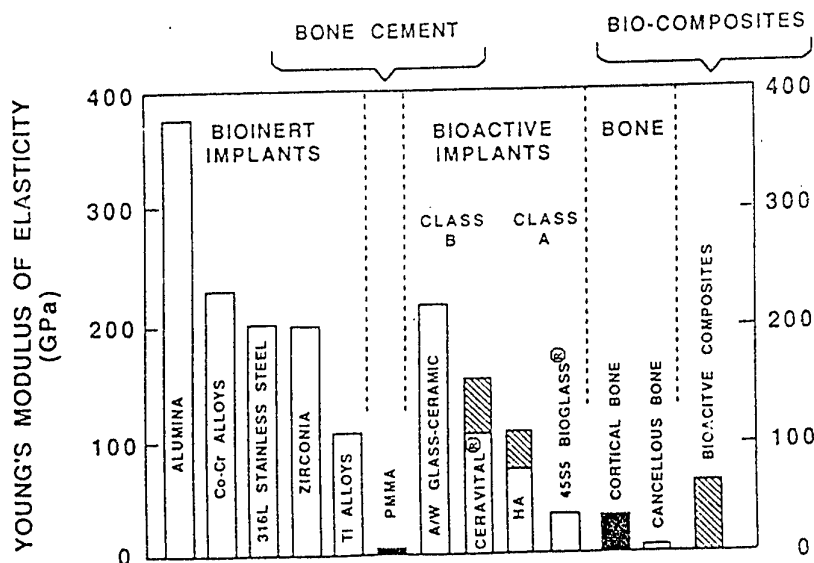 BONE CEMENT
BIO-COMPOSITES
YOUNG'S MODULUS OF ELASTICITY
(GPa)
400
300
200
100
0
BIOINERT
IMPLANTS
BIOACTIVE
IMPLANTS
BONE
CLASS
B
CLASS
A
ALUMINA
Co-Cr ALLOYS
316L STAINLESS STEEL
ZIRCONIA
TI ALLOYS
PMMA
A/W GLASS-CERAMIC
CERAVITAL®
HA
45S5 BIOGLASS®
CORTICAL BONE
CANCELLOUS BONE
BIOACITVE COMPOSITES
400
300
200
100
0